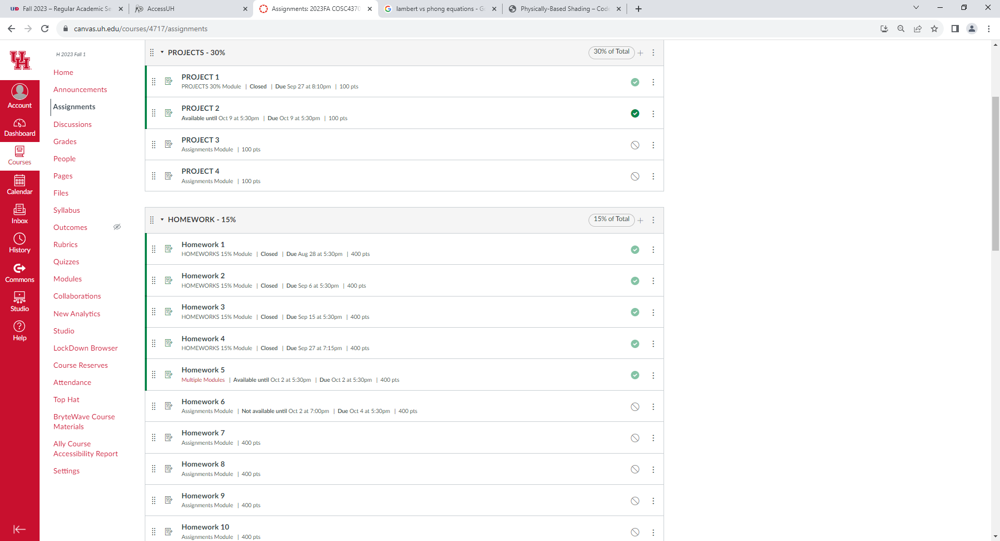 Fall 2023 – Regular Academic Se
AccessUH
Assignments: 2023FA COSC4370
lambert vs phong equations - G
Physically-Based Shading – Code
canvas.uh.edu/courses/4717/assignments
Account
Dashboard
Courses
Calendar
Inbox
History
Commons
Studio
Help
H 2023 Fall 1
Home
Announcements
Assignments
Discussions
Grades
People
Pages
Files
Syllabus
Outcomes
Rubrics
Quizzes
Modules
Collaborations
New Analytics
Studio
LockDown Browser
Course Reserves
Attendance
Top Hat
BryteWave Course
Materials
Ally Course
Accessibility Report
Settings
PROJECTS - 30%
30% of Total
PROJECT 1
PROJECTS 30% Module | Closed | Due Sep 27 at 8:10pm | 100 pts
PROJECT 2
Available until Oct 9 at 5:30pm | Due Oct 9 at 5:30pm | 100 pts
PROJECT 3
Assignments Module | 100 pts
PROJECT 4
Assignments Module | 100 pts
HOMEWORK - 15%
15% of Total
Homework 1
HOMEWORKS 15% Module | Closed | Due Aug 28 at 5:30pm | 400 pts
Homework 2
HOMEWORKS 15% Module | Closed | Due Sep 6 at 5:30pm | 400 pts
Homework 3
HOMEWORKS 15% Module | Closed | Due Sep 15 at 5:30pm | 400 pts
Homework 4
HOMEWORKS 15% Module | Closed | Due Sep 27 at 7:15pm | 400 pts
Homework 5
Multiple Modules | Available until Oct 2 at 5:30pm | Due Oct 2 at 5:30pm | 400 pts
Homework 6
Assignments Module | Not available until Oct 2 at 7:00pm | Due Oct 4 at 5:30pm | 400 pts
Homework 7
Assignments Module | 400 pts
Homework 8
Assignments Module | 400 pts
Homework 9
Assignments Module | 400 pts
Homework 10
Assignments Module | 400 pts